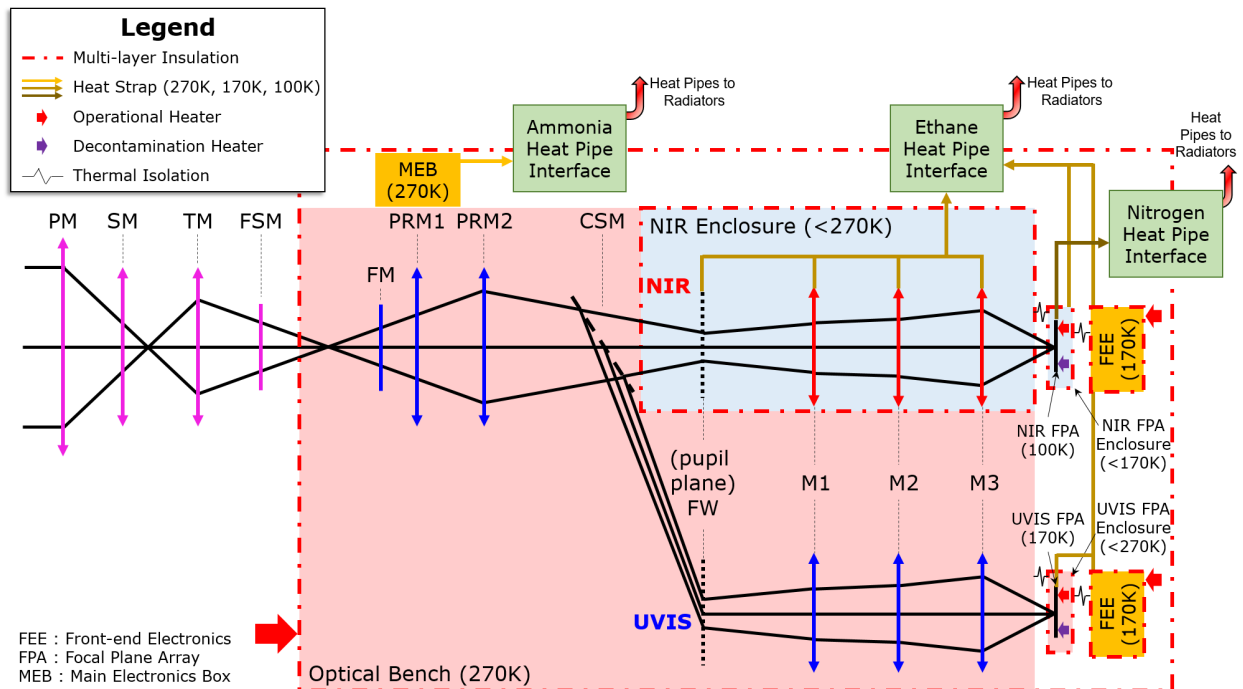 Legend
Multi-layer Insulation
Heat Strap (270K, 170K, 100K)
Operational Heater
Decontamination Heater
Thermal Isolation
Heat Pipes to
Radiators
Heat Pipes to
Radiators
Heat
Pipes to
Radiators
Ammonia
Heat Pipe
Interface
Ethane
Heat Pipe
Interface
Nitrogen
Heat Pipe
Interface
MEB
(270K)
PM
SM
TM
FSM
PRM1
PRM2
CSM
FM
NIR Enclosure (<270K)
NIR
FEE
(170K)
NIR FPA
(100K)
NIR FPA
Enclosure
(<170K)
(pupil
plane)
FW
M1
M2
M3
UVIS FPA
(170K)
UVIS FPA
Enclosure
(<270K)
FEE
(170K)
UVIS
FEE : Front-end Electronics
FPA : Focal Plane Array
MEB : Main Electronics Box
Optical Bench (270K)